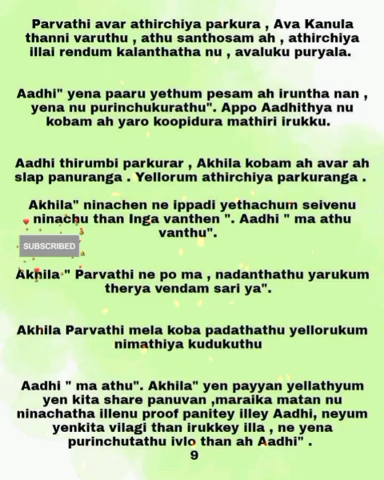 Parvathi avar athirchiya parkura , Ava Kanula
thanni varuthu , athu santhosam ah , athirchiya
illai rendum kalanthatha nu , avaluku puryala.
Aadhi" yena paaru yethum pesam ah iruntha nan ,
yena nu purinchukurathu". Appo Aadhithya nu
kobam ah yaro koopidura mathiri irukku.
Aadhi thirumbi parkurar , Akhila kobam ah avar ah
slap panuranga . Yellorum athirchiya parkuranga .
Akhila" ninachen ne ippadi yethachum seivenu
ninachu than Inga vanthen ". Aadhi " ma athu
vanthu".
SUBSCRIBED
Akhila " Parvathi ne po ma , nadanthathu yarukum
therya vendam sari ya".
Akhila Parvathi mela koba padathathu yellorukum
nimathiya kudukuthu
Aadhi " ma athu". Akhila" yen payyan yellathyum
yen kita share panuvan ,maraika matan nu
ninachatha illenu proof panitey illey Aadhi, neyum
yenkita vilagi than irukkey illa , ne yena
purinchutathu ivlo than ah Aadhi" .
9